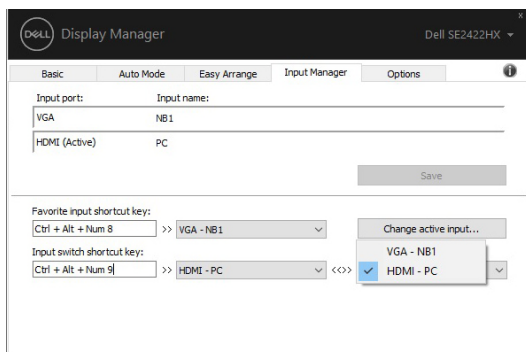 DELL Display Manager Dell SE2422HX
x
Basic Auto Mode Easy Arrange Input Manager Options i
Input port: Input name:
VGA NB1
HDMI (Active) PC
Save
Favorite input shortcut key:
Ctrl + Alt + Num 8 >> VGA - NB1 Change active input...
Input switch shortcut key:
VGA - NB1
Ctrl + Alt + Num 9 >> HDMI - PC <<>> HDMI - PC